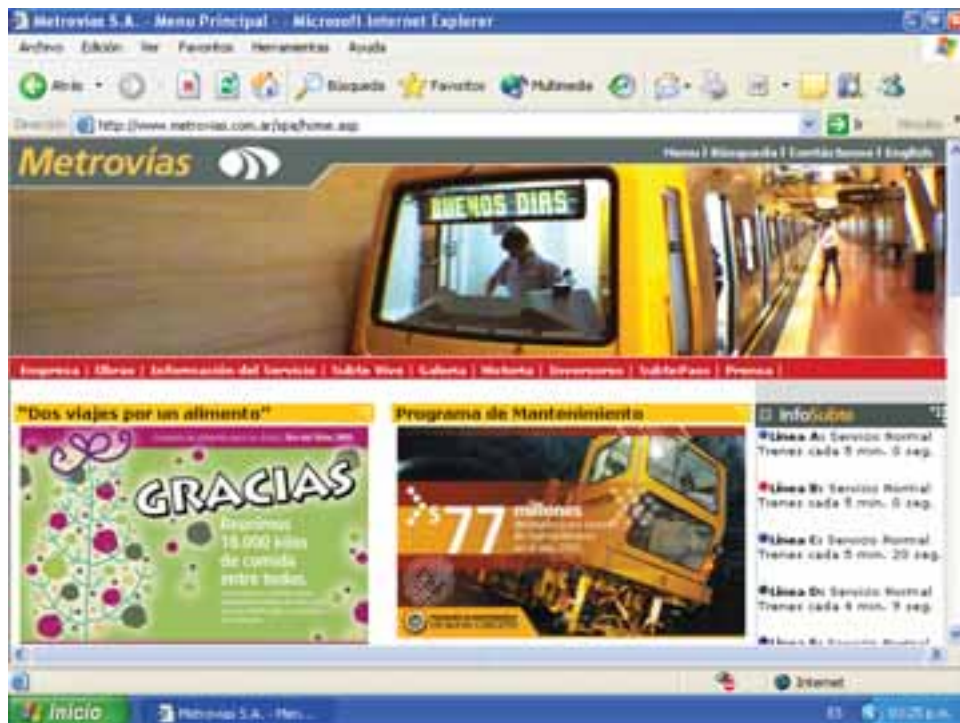 Metrovías S.A. - Menu Principal - Microsoft Internet Explorer
Archivo Edición Ver Favoritos Herramientas Ayuda
Atrás Búsqueda Favoritos Multimedia
Dirección http://www.metrovias.com.ar/spa/home.asp Ir
Metrovías
Menu | Búsqueda | Contáctenos | English
BUENOS DIAS
Empresa | Obras | Información del Servicio | Subte Vive | Galería | Historia | Inversores | SubtePass | Prensa |
"Dos viajes por un alimento"
GRACIAS
Reunimos
18.000 kilos
de comida
entre todos.
Programa de Mantenimiento
$77 millones
InfoSubte
Línea A: Servicio Normal
Trenes cada 5 min. 0 seg.
Línea B: Servicio Normal
Trenes cada 5 min. 0 seg.
Línea C: Servicio Normal
Trenes cada 5 min. 20 seg.
Línea D: Servicio Normal
Trenes cada 4 min. 9 seg.
Internet
Inicio
Metrovías S.A. - Men...
ES